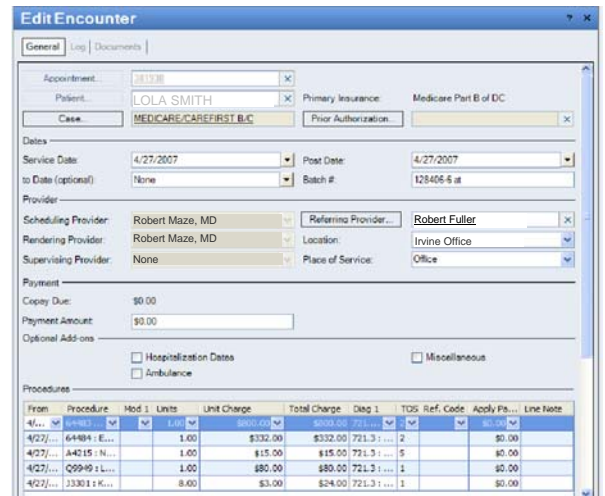 Edit Encounter ? ×
General Log Documents
Appointment... ×
Patient... LOLA SMITH × Primary Insurance: Medicare Part B of DC
Case... MEDICARE/CAREFIRST B/C Prior Authorization... ×
Dates
Service Date: 4/27/2007 Post Date: 4/27/2007
to Date (optional): None Batch #: 128406-6 at
Provider
Scheduling Provider: Robert Maze, MD Referring Provider... Robert Fuller ×
Rendering Provider: Robert Maze, MD Location: Irvine Office
Supervising Provider: None Place of Service: Office
Payment
Copay Due: $0.00
Payment Amount: $0.00
Optional Add-ons
Hospitalization Dates Miscellaneous
Ambulance
Procedures
From Procedure Mod 1 Units Unit Charge Total Charge Diag 1 TOS Ref. Code Apply Pa... Line Note
4/... 64483 ... 1.00 $800.00 $800.00 721.... 2 $0.00
4/27/... 64484 : E... 1.00 $332.00 $332.00 721.3 : ... 2 $0.00
4/27/... A4215 : N... 1.00 $15.00 $15.00 721.3 : ... 5 $0.00
4/27/... Q9949 : L... 1.00 $80.00 $80.00 721.3 : ... 1 $0.00
4/27/... J3301 : K... 8.00 $3.00 $24.00 721.3 : ... 1 $0.00